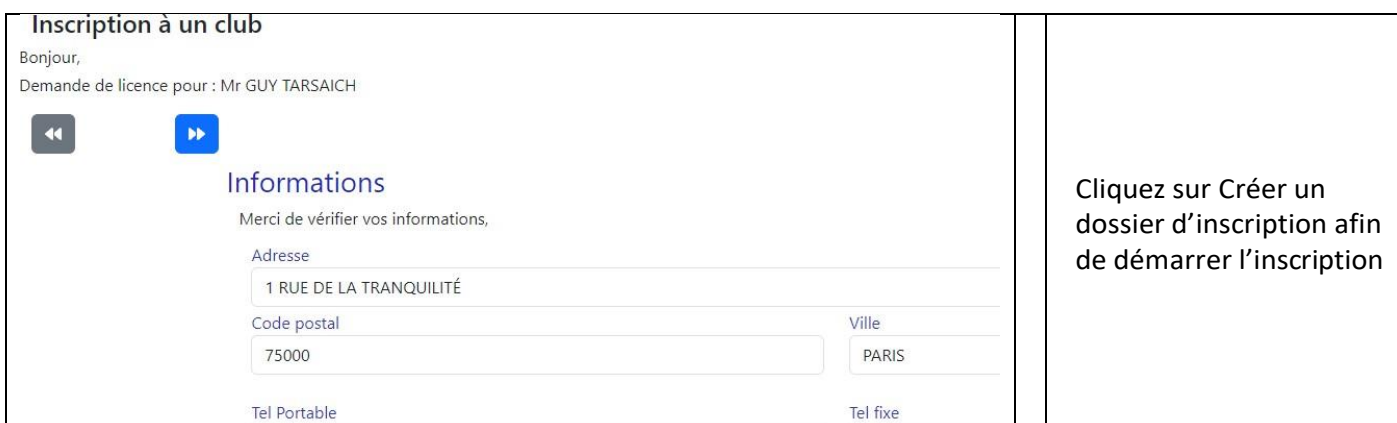 Inscription à un club
Bonjour,
Demande de licence pour : Mr GUY TARSAICH
Informations
Merci de vérifier vos informations,
Adresse
1 RUE DE LA TRANQUILITÉ
Code postal
Ville
75000
PARIS
Tel Portable
Tel fixe
Cliquez sur Créer un
dossier d’inscription afin
de démarrer l’inscription